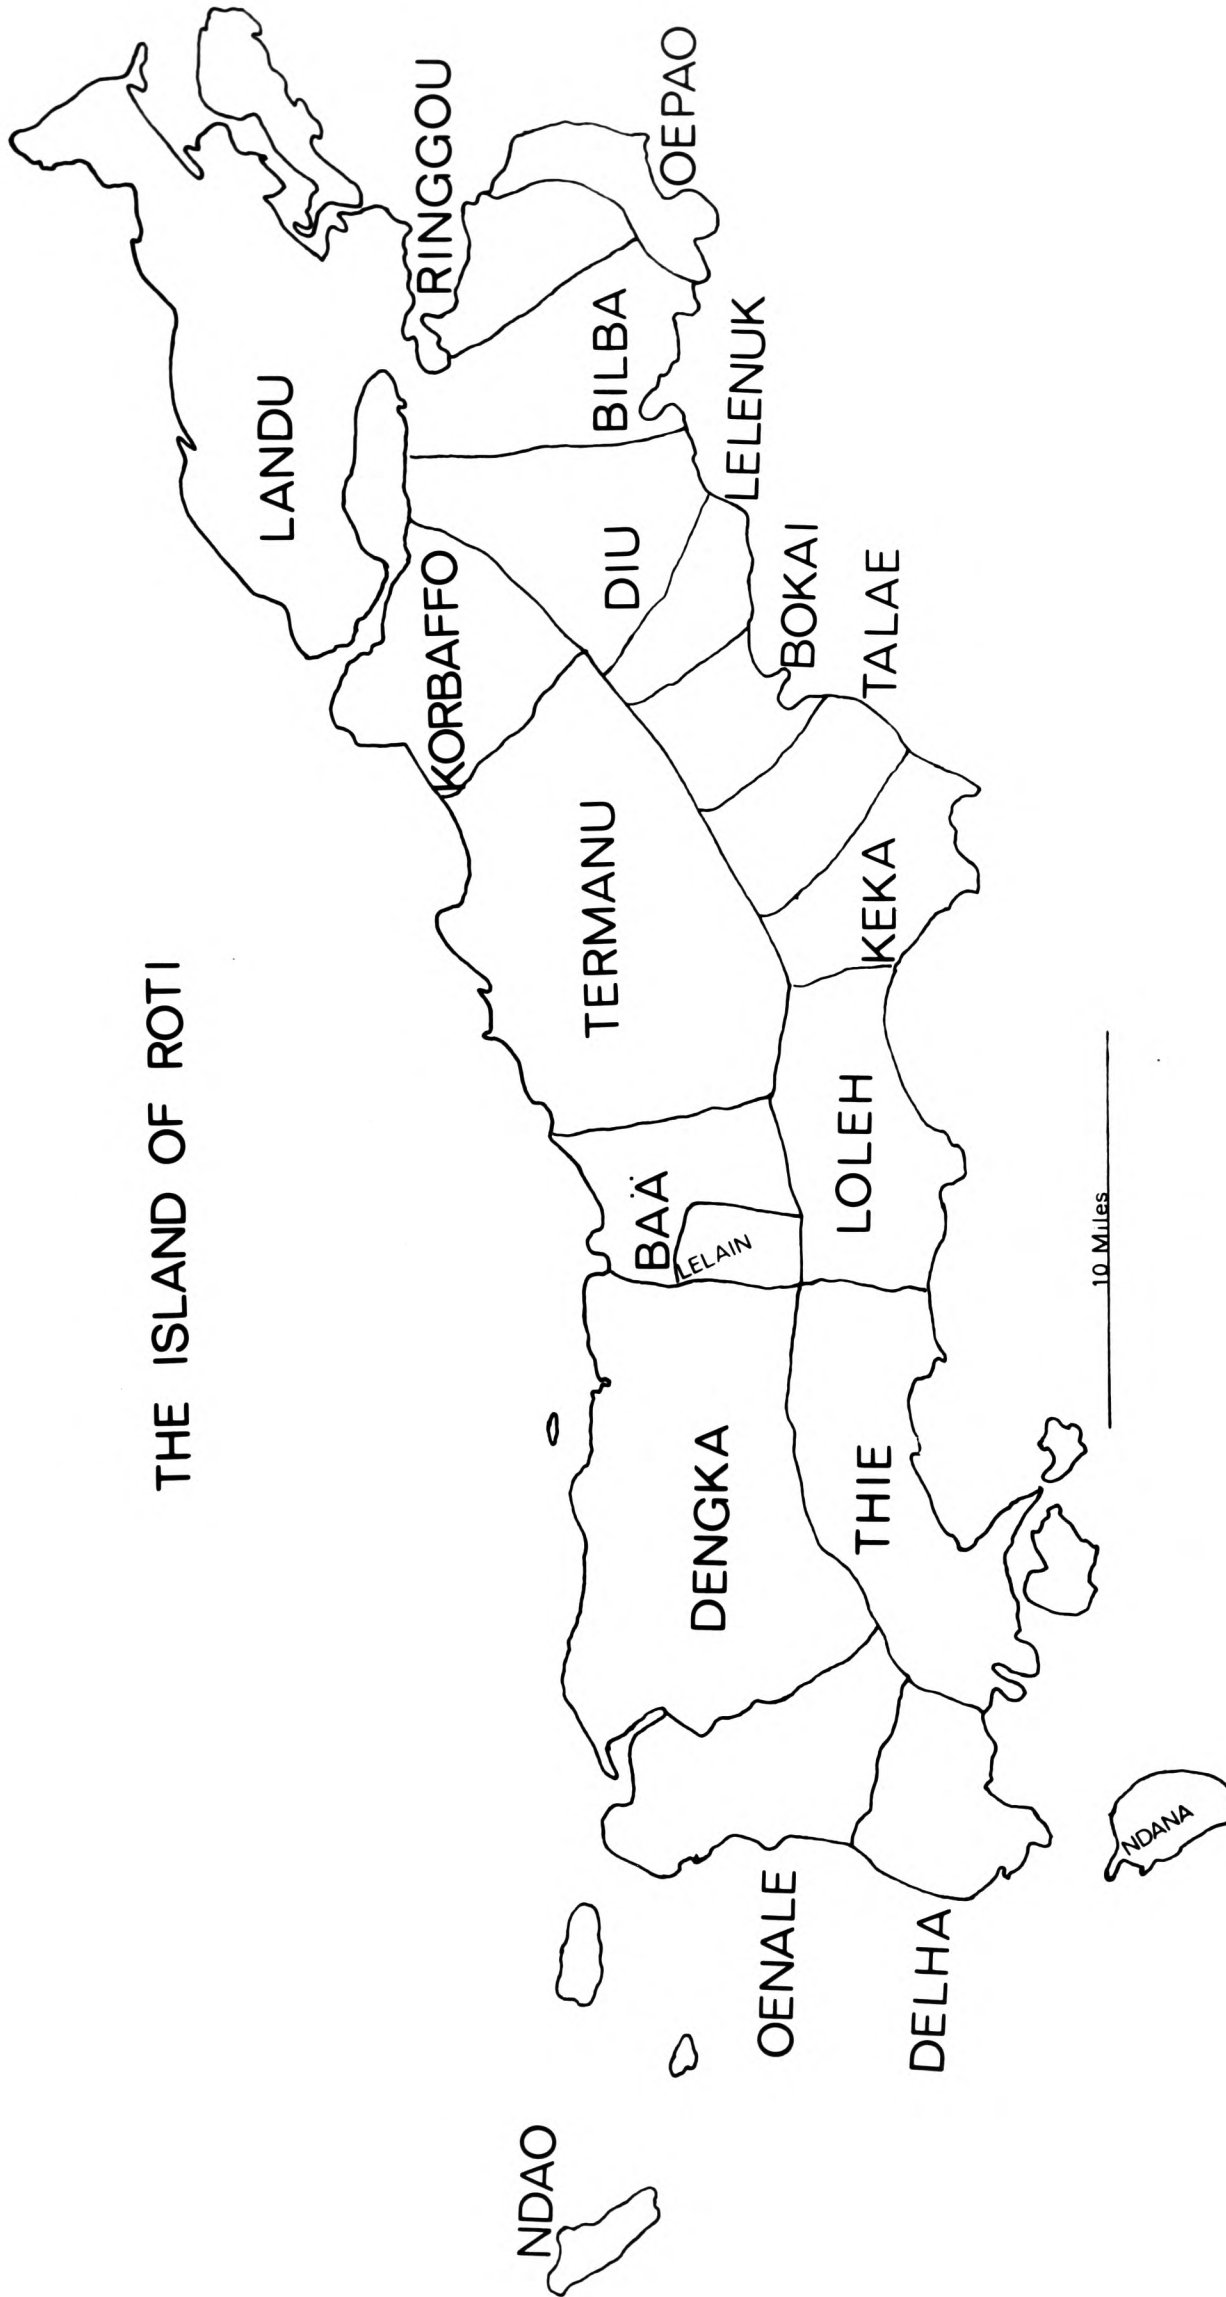 THE ISLAND OF ROTI
LANDU
RINGGOU
OEPAO
KORBAFFO
BILBA
DIU
LELENUK
BOKAI
TALAE
TERMANU
KEKA
BAÄ
LELAIN
LOLEH
DENGKA
THIE
OENALE
DELHA
NDAO
NDANA
10 Miles